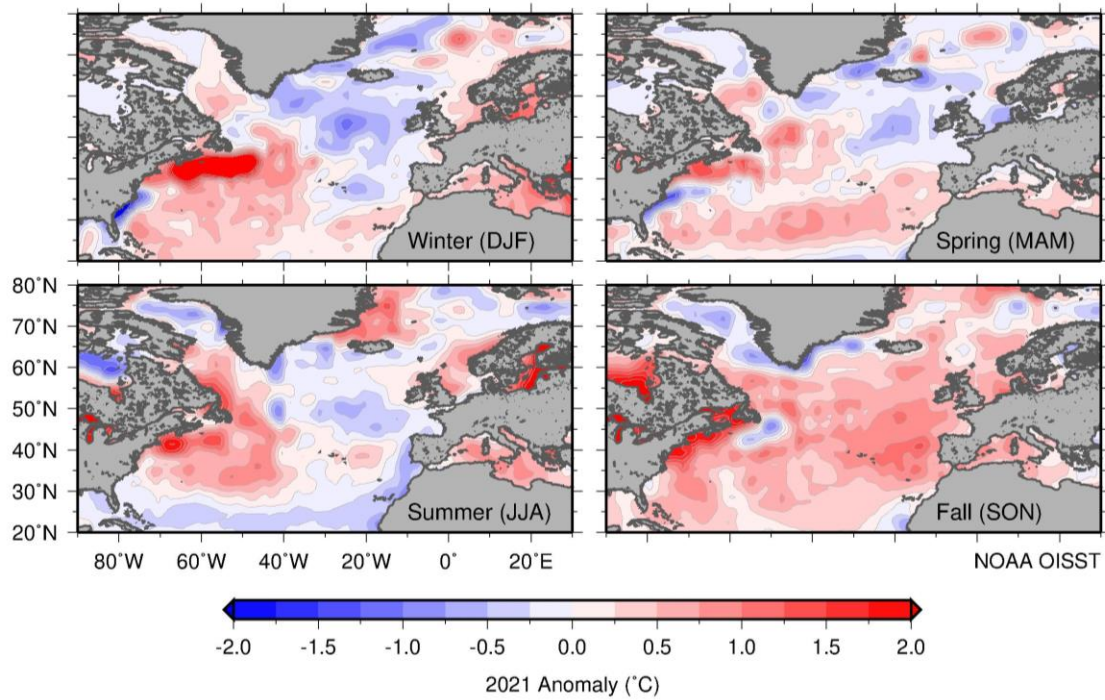 Winter (DJF)
Spring (MAM)
80˚N
70˚N
60˚N
50˚N
40˚N
30˚N
20˚N
Summer (JJA)
Fall (SON)
80˚W
60˚W
40˚W
20˚W
0˚
20˚E
NOAA OISST
-2.0
-1.5
-1.0
-0.5
0.0
0.5
1.0
1.5
2.0
2021 Anomaly (˚C)